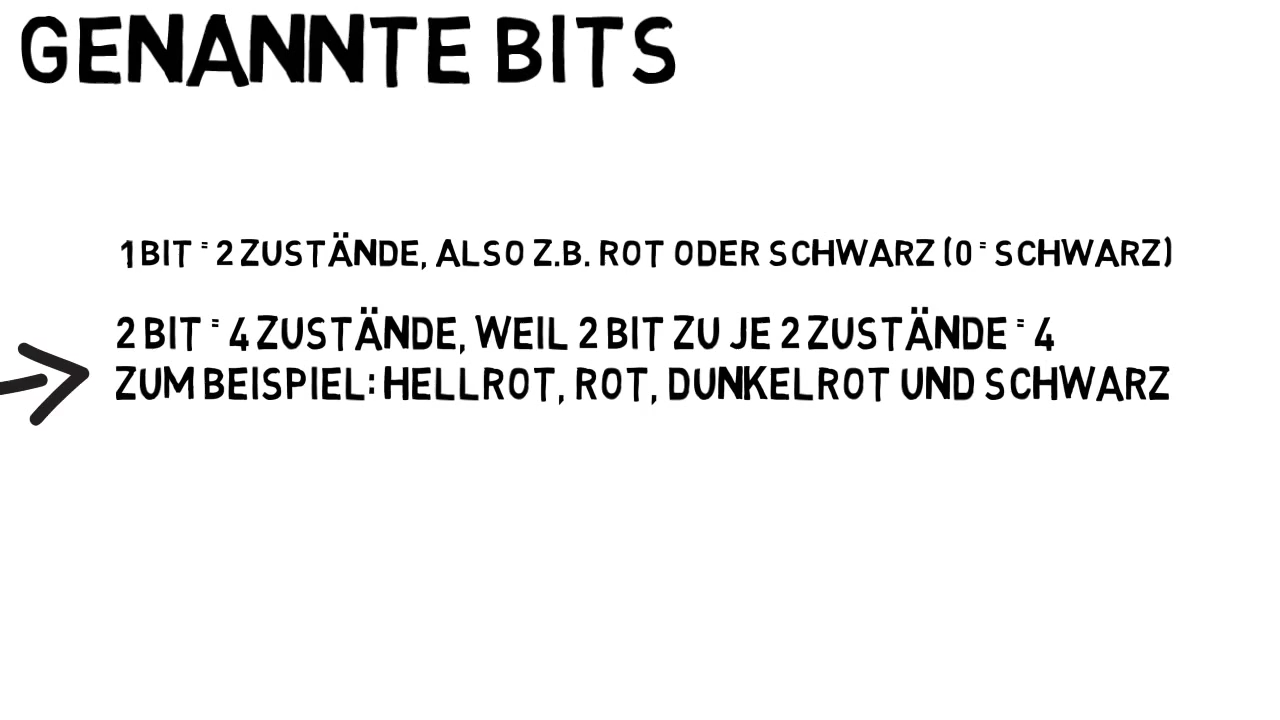 GENANNTE BITS
1 BIT = 2 ZUSTÄNDE, ALSO Z.B. ROT ODER SCHWARZ (0 = SCHWARZ)
2 BIT = 4 ZUSTÄNDE, WEIL 2 BIT ZU JE 2 ZUSTÄNDE = 4
ZUM BEISPIEL: HELLROT, ROT, DUNKELROT UND SCHWARZ